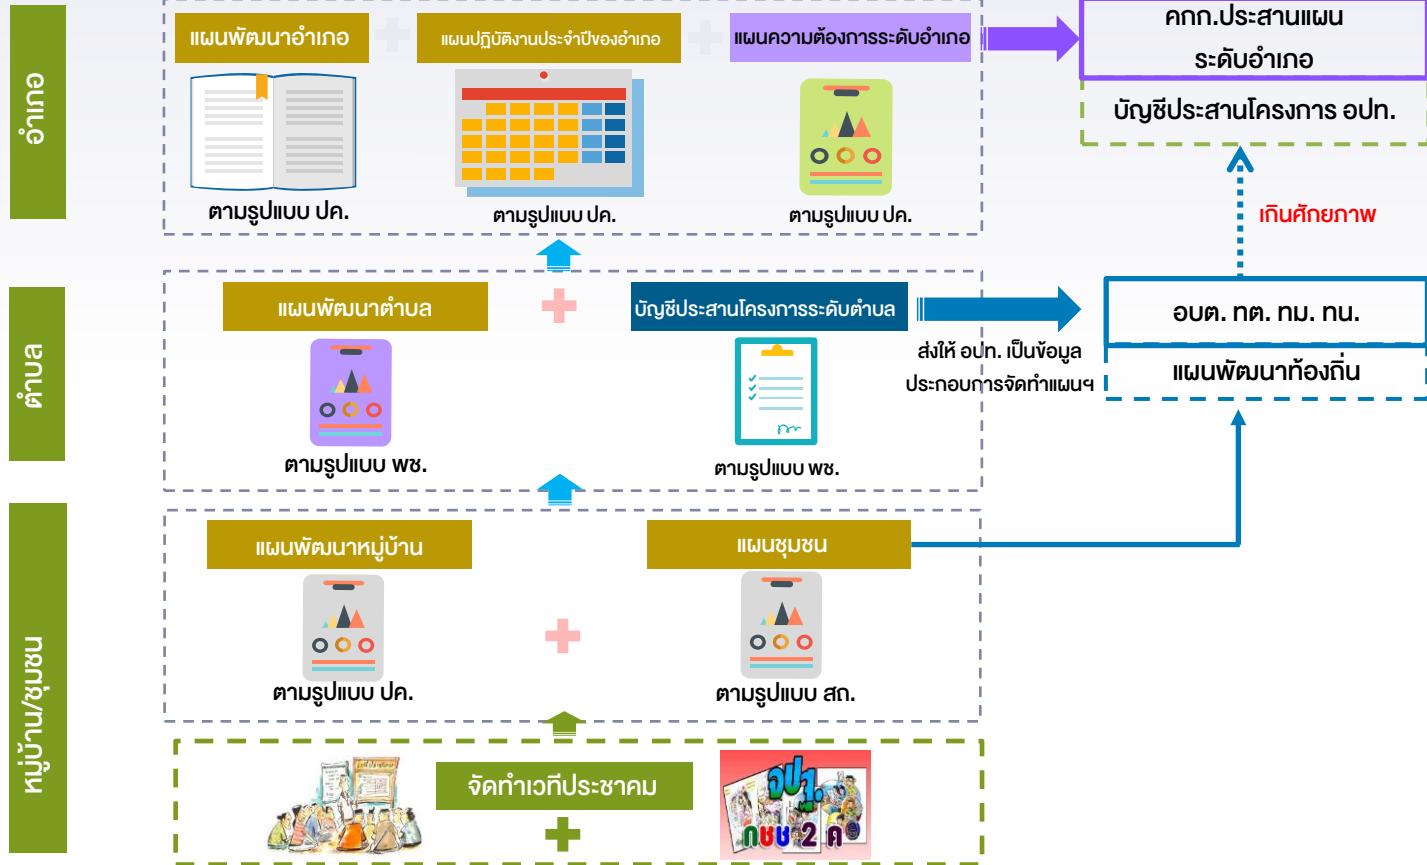 อำเภอ
แผนพัฒนาอำเภอ
แผนปฏิบัติงานประจำปีของอำเภอ
แผนความต้องการระดับอำเภอ
คกก.ประสานแผน
ระดับอำเภอ
บัญชีประสานโครงการ อปท.
ตามรูปแบบ ปค.
ตามรูปแบบ ปค.
ตามรูปแบบ ปค.
เกินศักยภาพ
ตำบล
แผนพัฒนาตำบล
บัญชีประสานโครงการระดับตำบล
ส่งให้ อปท. เป็นข้อมูล
ประกอบการจัดทำแผนฯ
อบต. ทต. ทม. ทน.
แผนพัฒนาท้องถิ่น
ตามรูปแบบ พช.
ตามรูปแบบ พช.
หมู่บ้าน/ชุมชน
แผนพัฒนาหมู่บ้าน
แผนชุมชน
ตามรูปแบบ ปค.
ตามรูปแบบ สถ.
จัดทำเวทีประชาคม
จปฐ.
กชช 2 ค